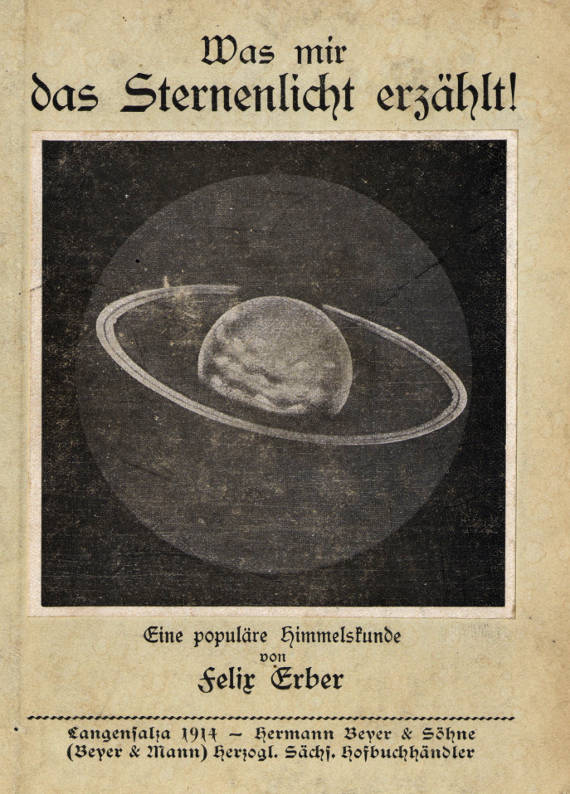 Was mir
das Sternenlicht erzählt!
Eine populäre Himmelskunde
von
Felix Erber
Langensalza 1914 — Hermann Beyer & Söhne
(Beyer & Mann) Herzogl. Sächs. Hofbuchhändler